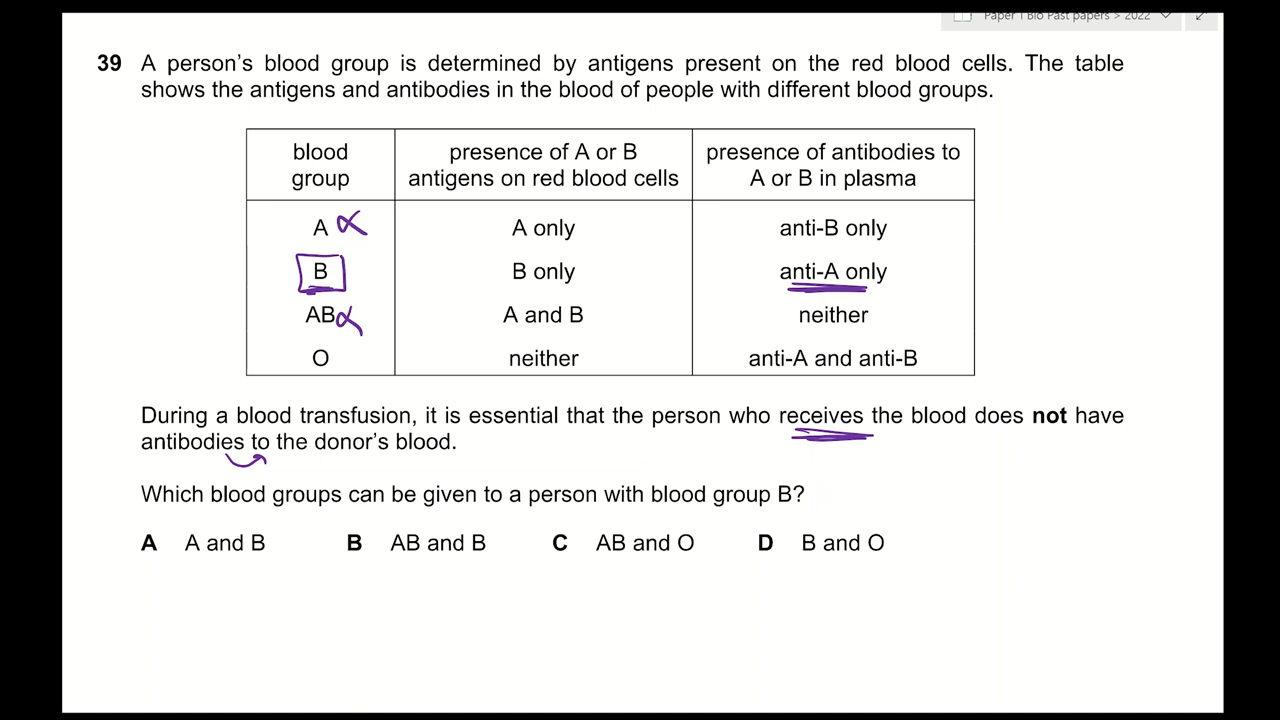 Paper 1 Bio Past papers > 2022
39 A person's blood group is determined by antigens present on the red blood cells. The table
shows the antigens and antibodies in the blood of people with different blood groups.
blood group presence of A or B antigens on red blood cells presence of antibodies to A or B in plasma
A A only anti-B only
B B only anti-A only
AB A and B neither
O neither anti-A and anti-B
During a blood transfusion, it is essential that the person who receives the blood does not have
antibodies to the donor's blood.
Which blood groups can be given to a person with blood group B?
A A and B B AB and B C AB and O D B and O